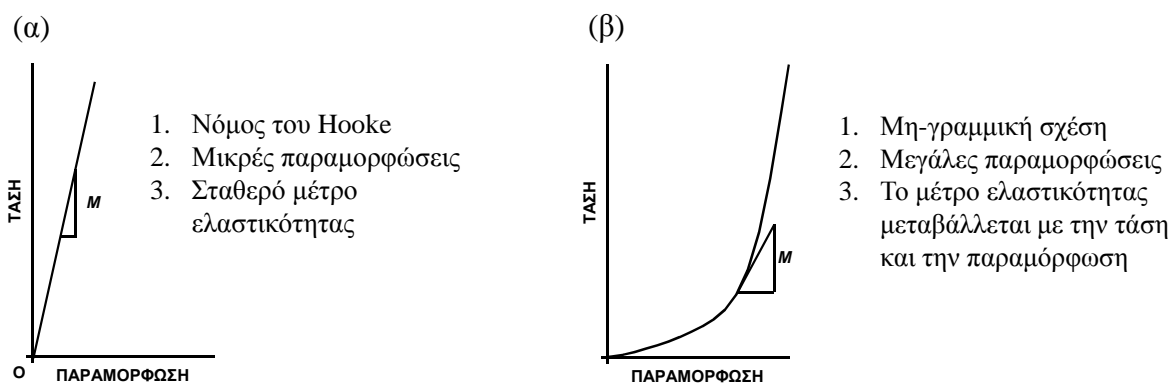 (α)
ΤΑΣΗ
M
O
ΠΑΡΑΜΟΡΦΩΣΗ
1. Νόμος του Hooke
2. Μικρές παραμορφώσεις
3. Σταθερό μέτρο
ελαστικότητας
(β)
ΤΑΣΗ
M
ΠΑΡΑΜΟΡΦΩΣΗ
1. Μη-γραμμική σχέση
2. Μεγάλες παραμορφώσεις
3. Το μέτρο ελαστικότητας
μεταβάλλεται με την τάση
και την παραμόρφωση